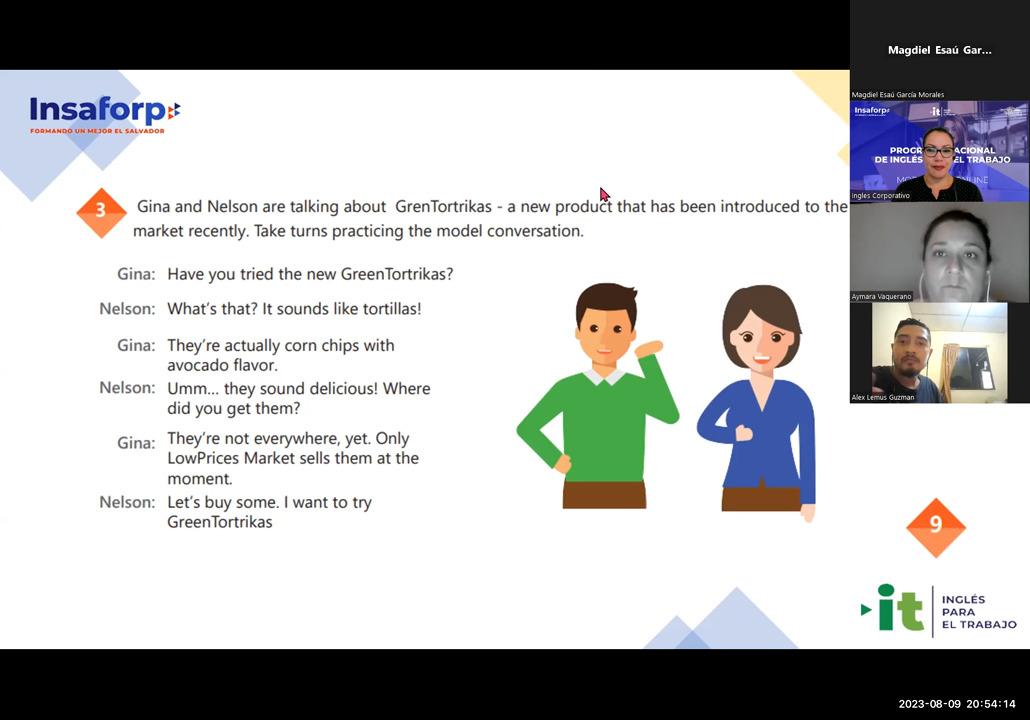 Insaforp
FORMANDO UN MEJOR EL SALVADOR
3
Gina and Nelson are talking about GrenTortrikas - a new product that has been introduced to the
market recently. Take turns practicing the model conversation.
Gina: Have you tried the new GreenTortrikas?
Nelson: What's that? It sounds like tortillas!
Gina: They're actually corn chips with
avocado flavor.
Nelson: Umm... they sound delicious! Where
did you get them?
Gina: They're not everywhere, yet. Only
LowPrices Market sells them at the
moment.
Nelson: Let's buy some. I want to try
GreenTortrikas
9
it
INGLÉS
PARA
EL TRABAJO
Magdiel Esaú Gar...
Magdiel Esaú García Morales
Insaforp
it
PROGR ACIONAL
DE INGLÉS EL TRABAJO
Ingles Corporativo
Aymara Vaquerano
Alex Lemus Guzman
2023-08-09 20:54:14